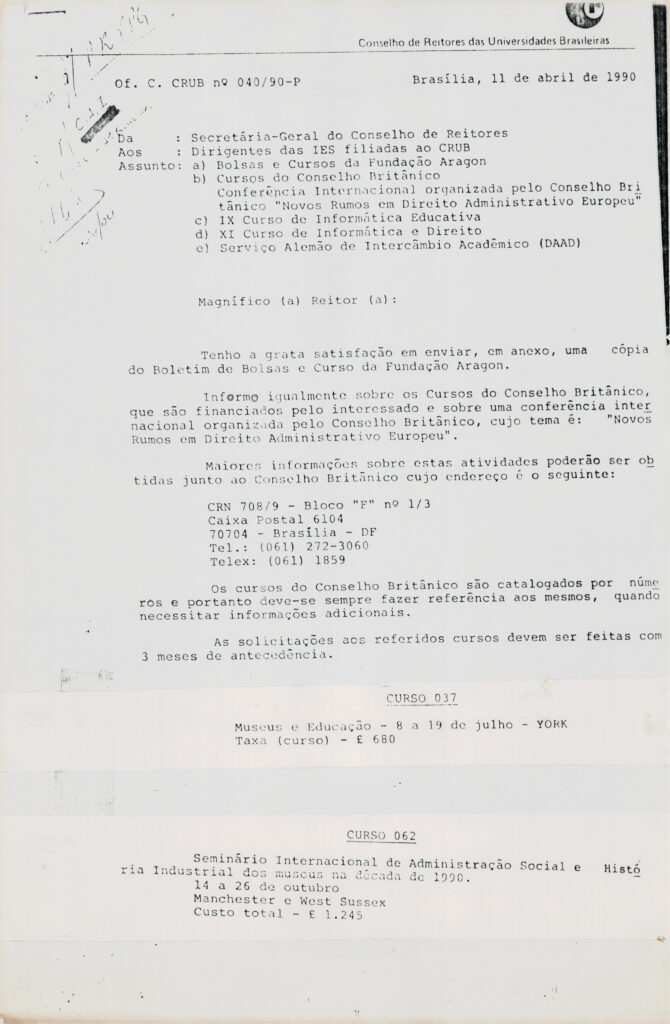 Conselho de Reitores das Universidades Brasileiras
Of. C. CRUB nº 040/90-P Brasília, 11 de abril de 1990
C.J.I
Da : Secretária-Geral do Conselho de Reitores
Aos : Dirigentes das IES filiadas ao CRUB
Assunto: a) Bolsas e Cursos da Fundação Aragon
b) Cursos do Conselho Britânico
Conferência Internacional organizada pelo Conselho Bri
tânico "Novos Rumos em Direito Administrativo Europeu"
c) IX Curso de Informática Educativa
d) XI Curso de Informática e Direito
e) Serviço Alemão de Intercâmbio Acadêmico (DAAD)
Magnífico (a) Reitor (a):
Tenho a grata satisfação em enviar, em anexo, uma cópia
do Boletim de Bolsas e Curso da Fundação Aragon.
Informo igualmente sobre os Cursos do Conselho Britânico,
que são financiados pelo interessado e sobre uma conferência inter
nacional organizada pelo Conselho Britânico, cujo tema é: "Novos
Rumos em Direito Administrativo Europeu".
Maiores informações sobre estas atividades poderão ser ob
tidas junto ao Conselho Britânico cujo endereço é o seguinte:
CRN 708/9 - Bloco "F" nº 1/3
Caixa Postal 6104
70704 - Brasília - DF
Tel.: (061) 272-3060
Telex: (061) 1859
Os cursos do Conselho Britânico são catalogados por núme
ros e portanto deve-se sempre fazer referência aos mesmos, quando
necessitar informações adicionais.
As solicitações aos referidos cursos devem ser feitas com
3 meses de antecedência.
CURSO 037
Museus e Educação - 8 a 19 de julho - YORK
Taxa (curso) - £ 680
CURSO 062
Seminário Internacional de Administração Social e Histó
ria Industrial dos museus na década de 1990.
14 a 26 de outubro
Manchester e West Sussex
Custo total - £ 1.245